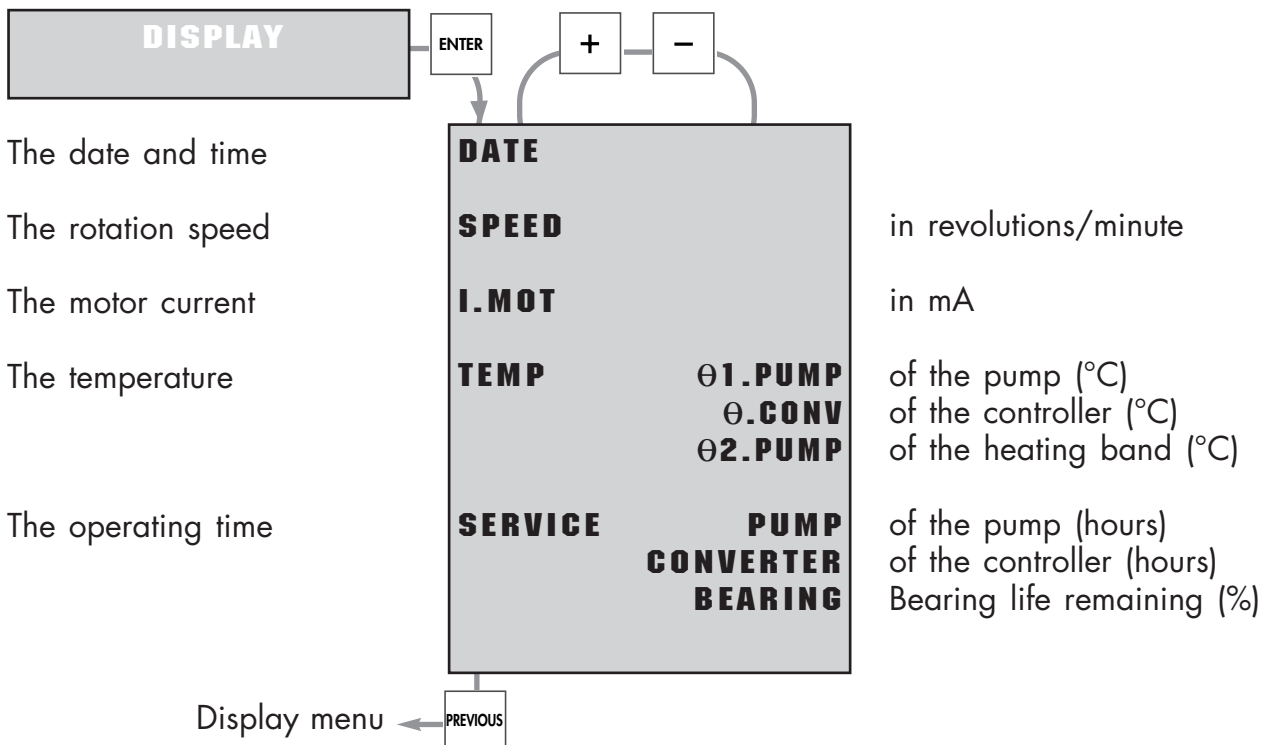 DISPLAY
ENTER
+ −
The date and time DATE
The rotation speed SPEED in revolutions/minute
The motor current I.MOT in mA
The temperature TEMP θ1.PUMP of the pump (°C)
θ.CONV of the controller (°C)
θ2.PUMP of the heating band (°C)
The operating time SERVICE PUMP of the pump (hours)
CONVERTER of the controller (hours)
BEARING Bearing life remaining (%)
Display menu PREVIOUS